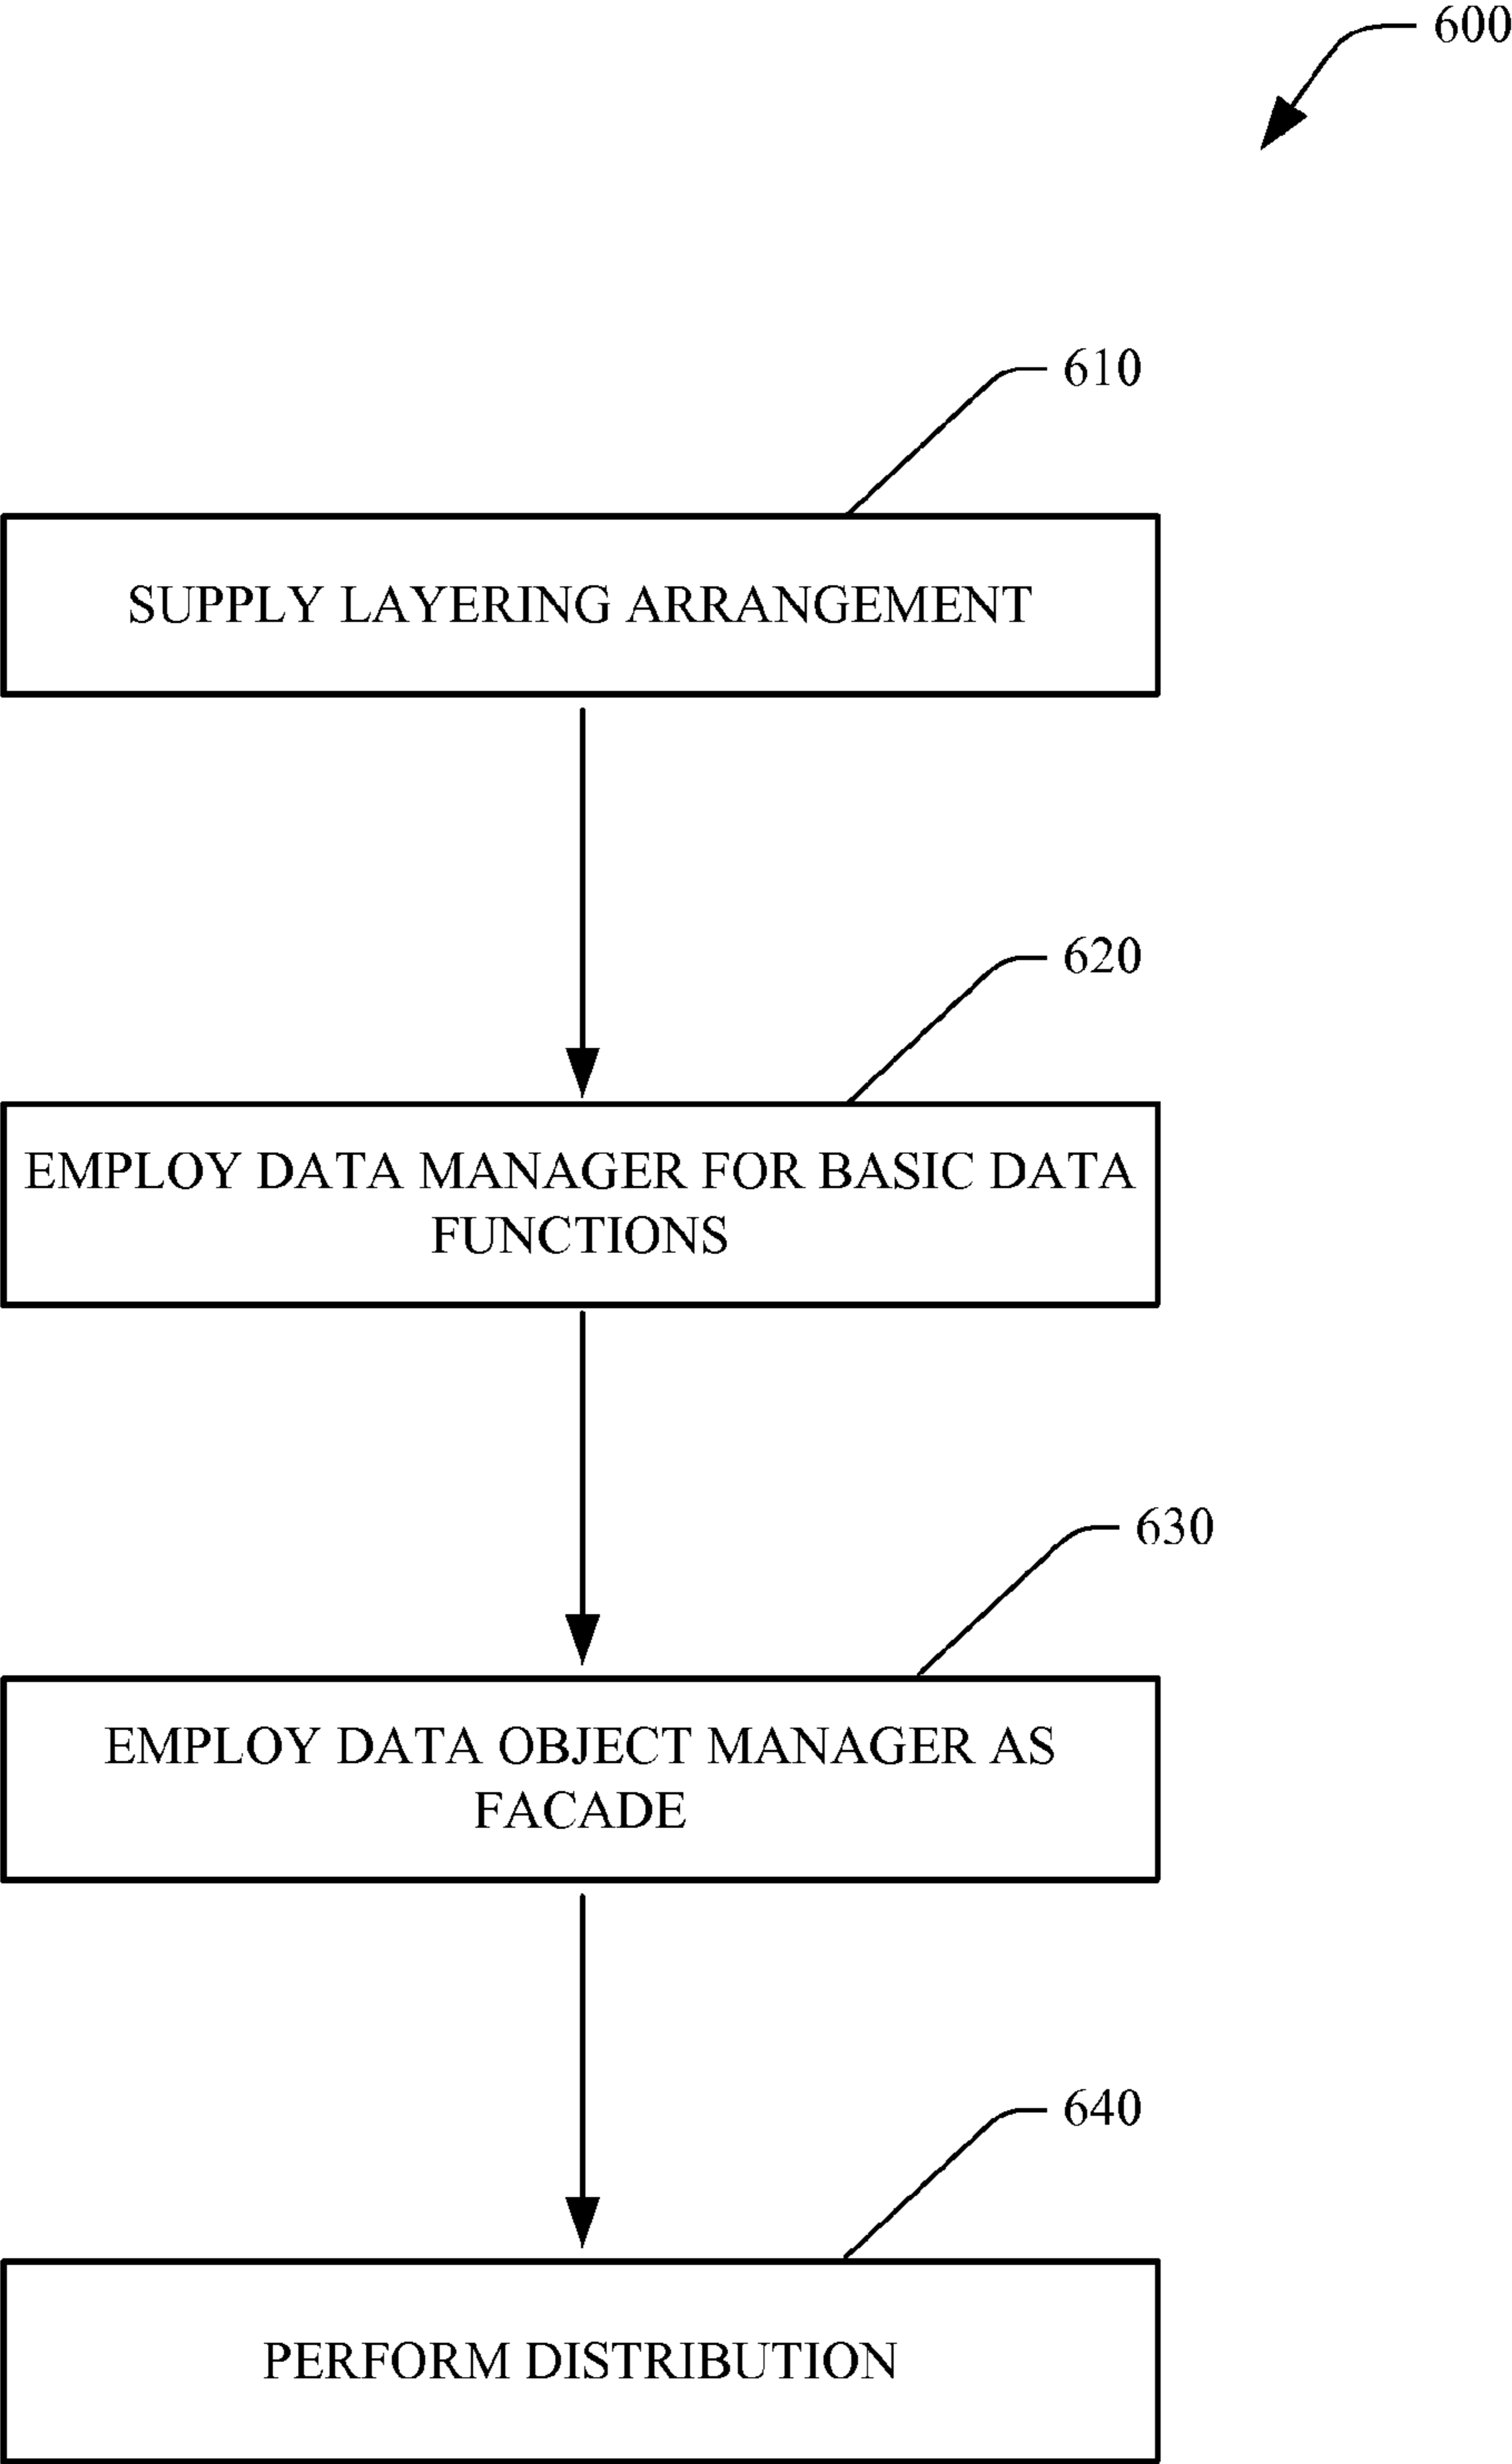 600
610
SUPPLY LAYERING ARRANGEMENT
620
EMPLOY DATA MANAGER FOR BASIC DATA
FUNCTIONS
630
EMPLOY DATA OBJECT MANAGER AS
FACADE
640
PERFORM DISTRIBUTION